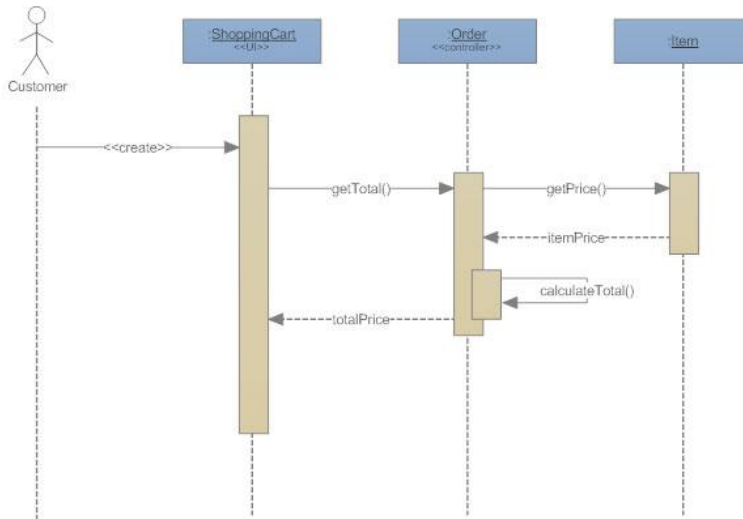 :ShoppingCart
<<UI>>
:Order
<<controller>>
:Item
Customer
<<create>>
getTotal()
getPrice()
itemPrice
calculateTotal()
totalPrice